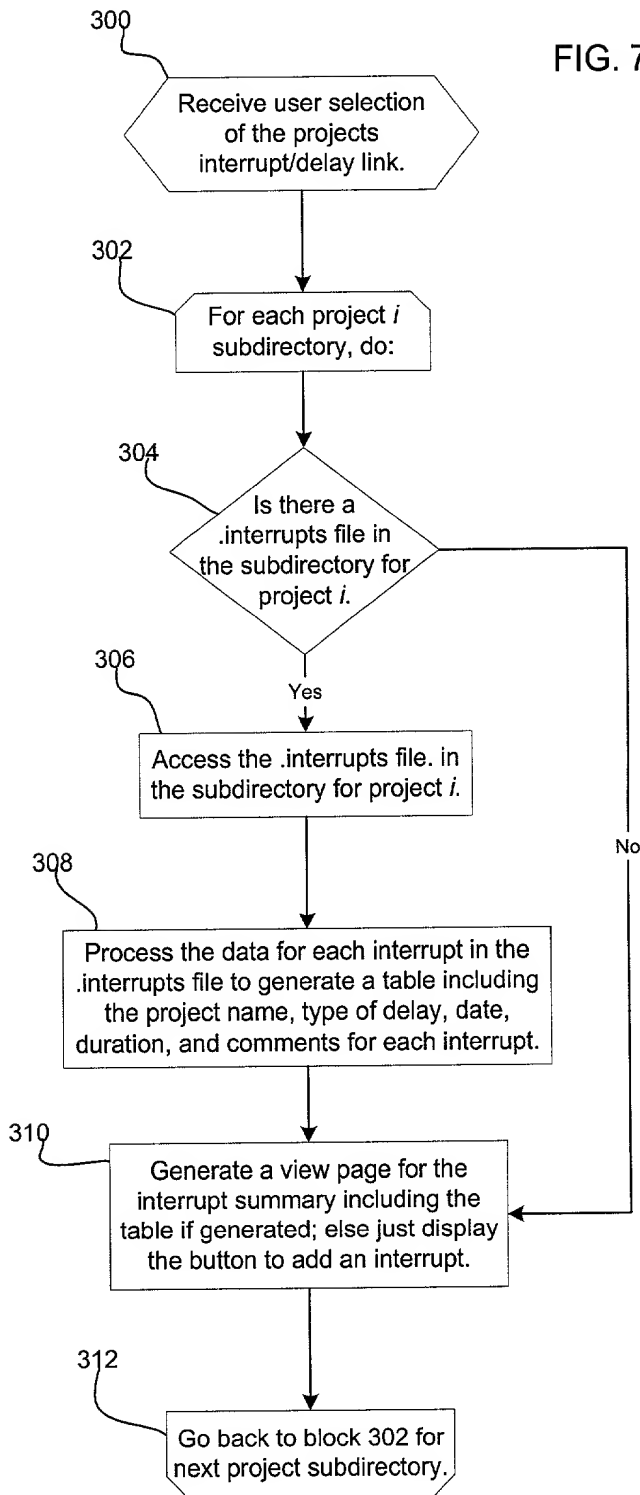 300
FIG. 7
Receive user selection
of the projects
interrupt/delay link.
302
For each project i
subdirectory, do:
304
Is there a
.interrupts file in
the subdirectory for
project i.
306
Yes
Access the .interrupts file. in
the subdirectory for project i.
No
308
Process the data for each interrupt in the
.interrupts file to generate a table including
the project name, type of delay, date,
duration, and comments for each interrupt.
310
Generate a view page for the
interrupt summary including the
table if generated; else just display
the button to add an interrupt.
312
Go back to block 302 for
next project subdirectory.